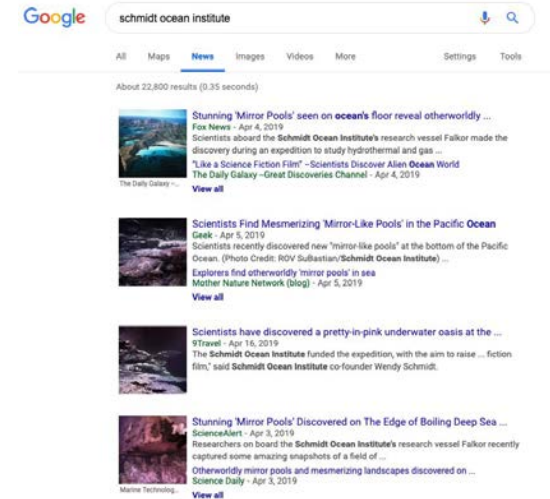 Google
schmidt ocean institute
All Maps News Images Videos More Settings Tools
About 22,800 results (0.35 seconds)
Stunning 'Mirror Pools' seen on ocean's floor reveal otherworldly ...
Fox News - Apr 4, 2019
Scientists aboard the Schmidt Ocean Institute's research vessel Falkor made the
discovery during an expedition to study hydrothermal and gas ...
"Like a Science Fiction Film" –Scientists Discover Alien Ocean World
The Daily Galaxy –Great Discoveries Channel - Apr 4, 2019
The Daily Galaxy –...
View all
Scientists Find Mesmerizing 'Mirror-Like Pools' in the Pacific Ocean
Geek - Apr 5, 2019
Scientists recently discovered new "mirror-like pools" at the bottom of the Pacific
Ocean. (Photo Credit: ROV SuBastian/Schmidt Ocean Institute) ...
Explorers find otherworldly 'mirror pools' in sea
Mother Nature Network (blog) - Apr 5, 2019
View all
Scientists have discovered a pretty-in-pink underwater oasis at the ...
9Travel - Apr 16, 2019
The Schmidt Ocean Institute funded the expedition, with the aim to raise ... fiction
film," said Schmidt Ocean Institute co-founder Wendy Schmidt.
Stunning 'Mirror Pools' Discovered on The Edge of Boiling Deep Sea ...
ScienceAlert - Apr 3, 2019
Researchers on board the Schmidt Ocean Institute's research vessel Falkor recently
captured some amazing snapshots of a field of ...
Otherworldly mirror pools and mesmerizing landscapes discovered on ...
Science Daily - Apr 3, 2019
Marine Technolog...
View all